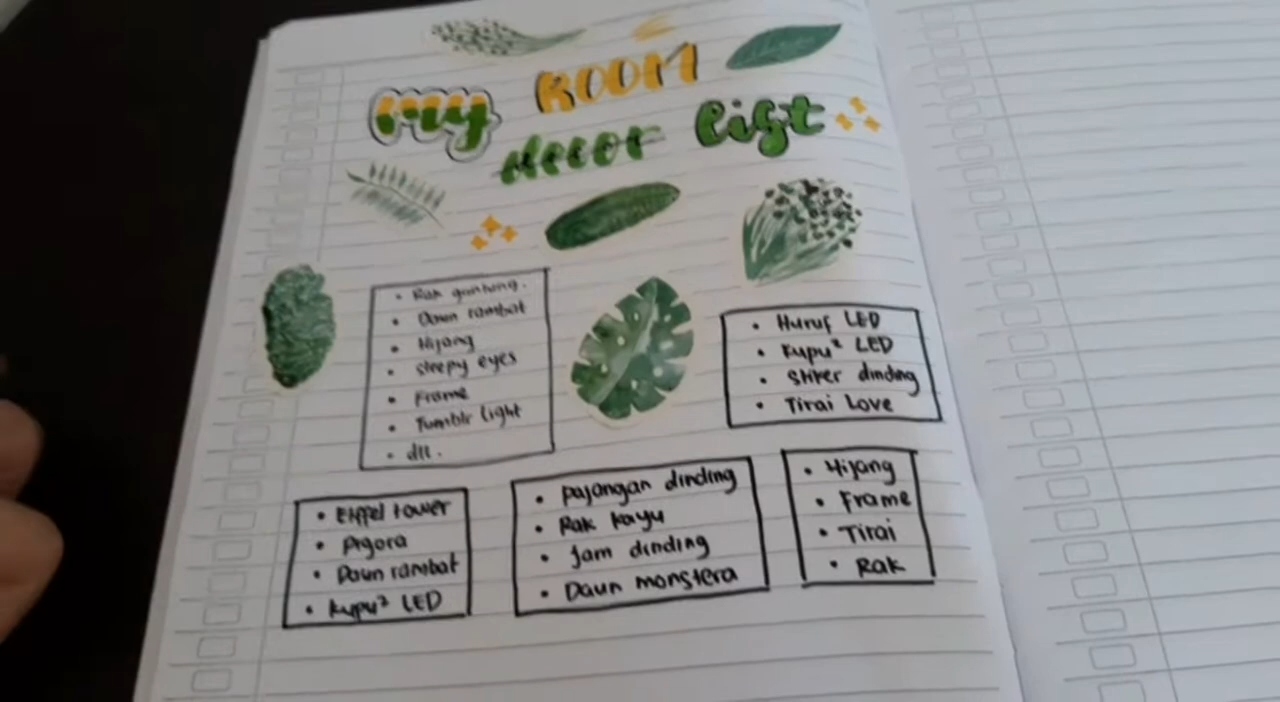 my ROOM
decor list
• Rak gantung.
• Daun rambat
• Hijang
• sleepy eyes
• Frame
• Tumblr light
• dll.
• Huruf LED
• Kupu² LED
• Stiker dinding
• Tirai Love
• Eiffel tower
• Pigora
• Daun rambat
• kupu² LED
• pajangan dinding
• Rak kayu
• Jam dinding
• Daun monstera
• Hijang
• Frame
• Tirai
• Rak